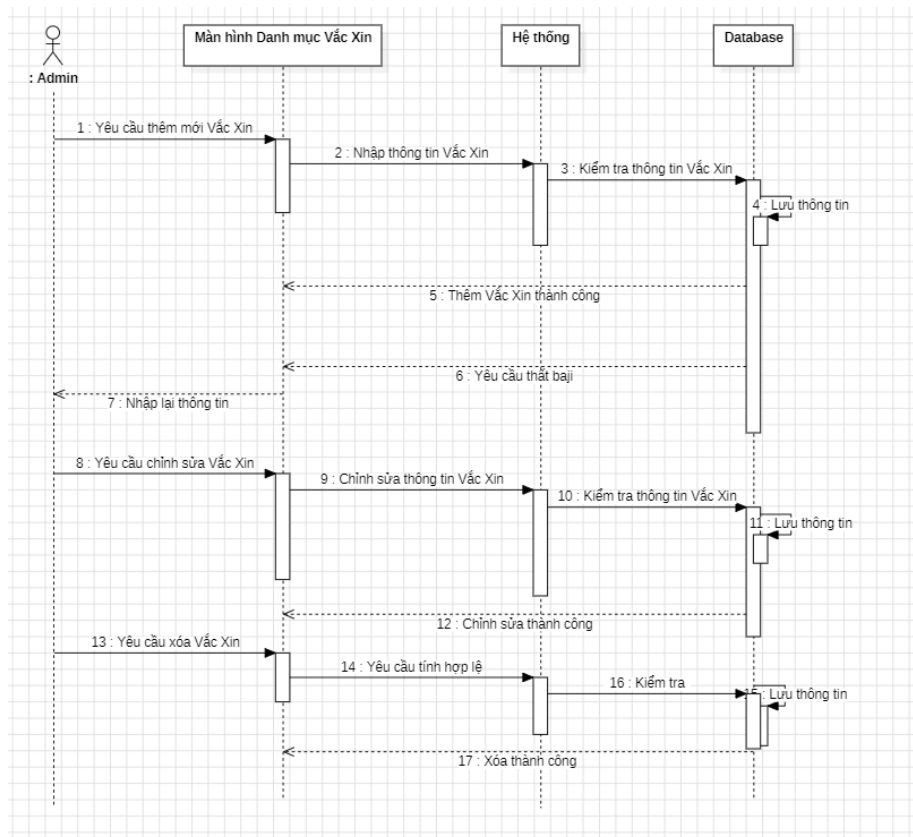 Màn hình Danh mục Vắc Xin
Hệ thống
Database
: Admin
1 : Yêu cầu thêm mới Vắc Xin
2 : Nhập thông tin Vắc Xin
3 : Kiểm tra thông tin Vắc Xin
4 : Lưu thông tin
5 : Thêm Vắc Xin thành công
6 : Yêu cầu thất baji
7 : Nhập lại thông tin
8 : Yêu cầu chỉnh sửa Vắc Xin
9 : Chỉnh sửa thông tin Vắc Xin
10 : Kiểm tra thông tin Vắc Xin
11 : Lưu thông tin
12 : Chỉnh sửa thành công
13 : Yêu cầu xóa Vắc Xin
14 : Yêu cầu tính hợp lệ
16 : Kiểm tra
15 : Lưu thông tin
17 : Xóa thành công